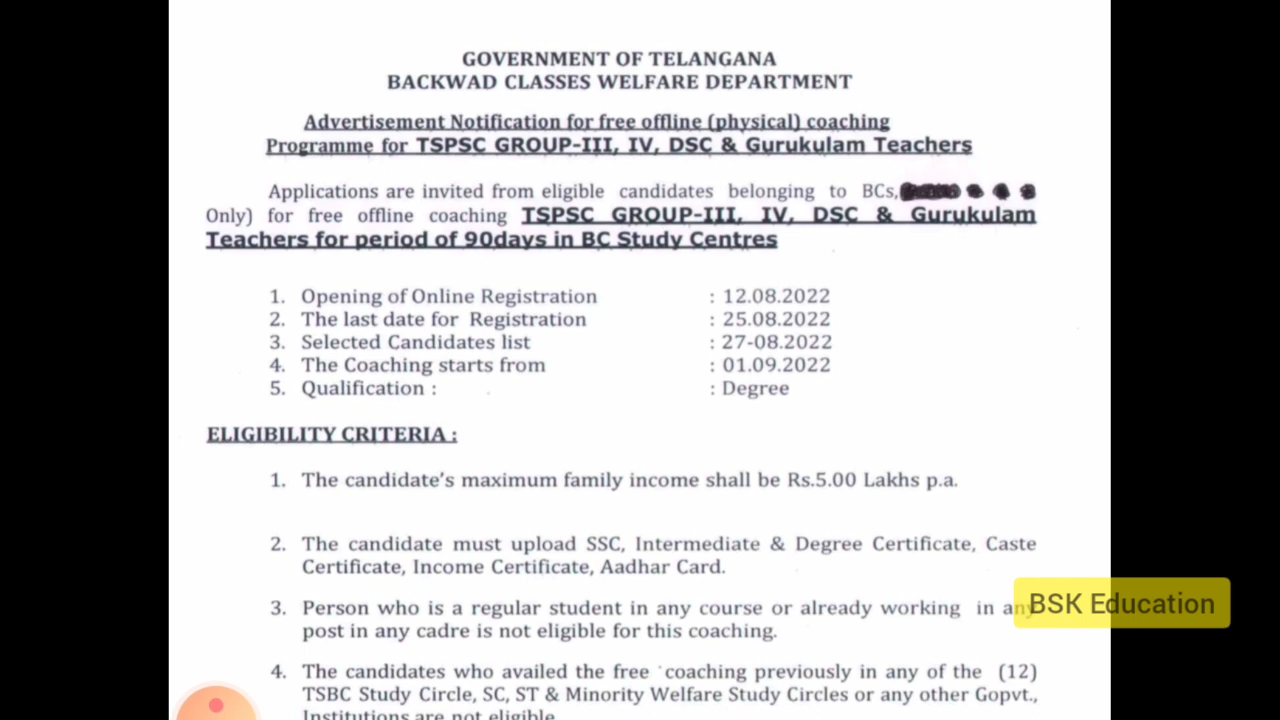 GOVERNMENT OF TELANGANA
BACKWAD CLASSES WELFARE DEPARTMENT
Advertisement Notification for free offline (physical) coaching
Programme for TSPSC GROUP-III, IV, DSC & Gurukulam Teachers
Applications are invited from eligible candidates belonging to BCs,
Only) for free offline coaching TSPSC GROUP-III, IV, DSC & Gurukulam
Teachers for period of 90days in BC Study Centres
1. Opening of Online Registration : 12.08.2022
2. The last date for Registration : 25.08.2022
3. Selected Candidates list : 27-08.2022
4. The Coaching starts from : 01.09.2022
5. Qualification : : Degree
ELIGIBILITY CRITERIA :
1. The candidate's maximum family income shall be Rs.5.00 Lakhs p.a.
2. The candidate must upload SSC, Intermediate & Degree Certificate, Caste
Certificate, Income Certificate, Aadhar Card.
3. Person who is a regular student in any course or already working in any
post in any cadre is not eligible for this coaching.
BSK Education
4. The candidates who availed the free coaching previously in any of the (12)
TSBC Study Circle, SC, ST & Minority Welfare Study Circles or any other Gopvt.,
Institutions are not eligible